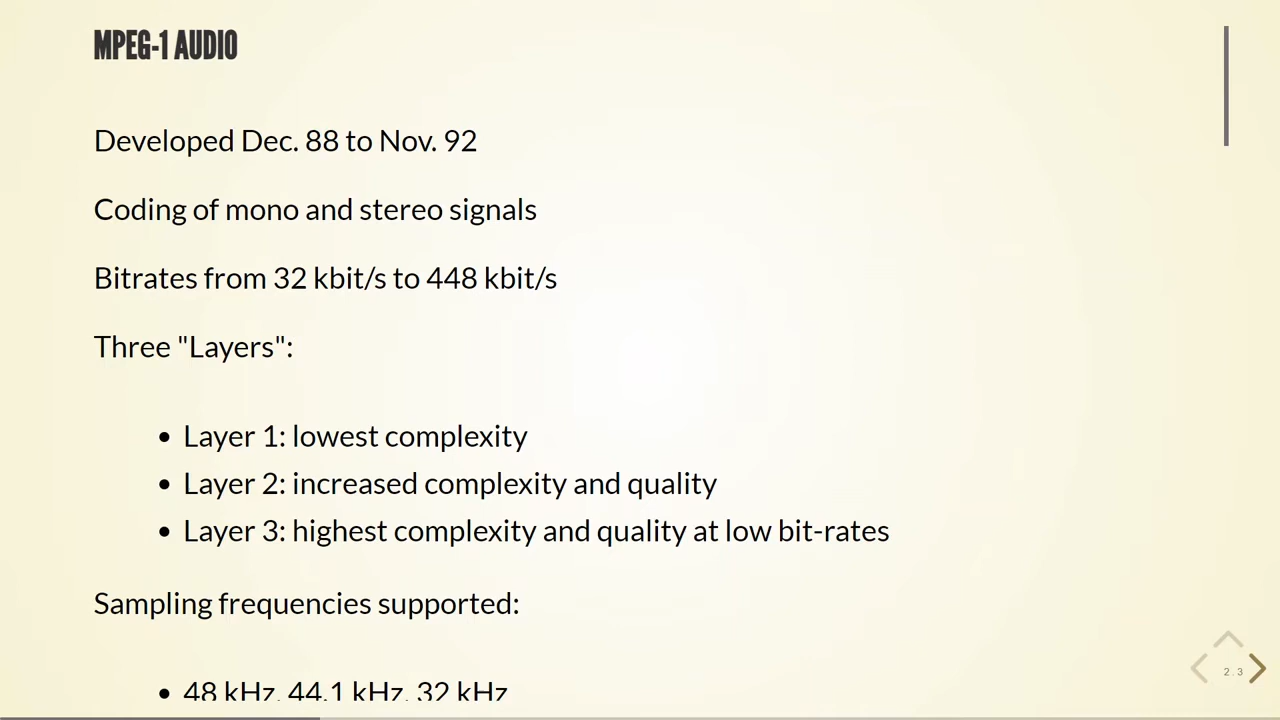 MPEG-1 AUDIO
Developed Dec. 88 to Nov. 92
Coding of mono and stereo signals
Bitrates from 32 kbit/s to 448 kbit/s
Three "Layers":
• Layer 1: lowest complexity
• Layer 2: increased complexity and quality
• Layer 3: highest complexity and quality at low bit-rates
Sampling frequencies supported:
• 48 kHz, 44.1 kHz, 32 kHz
2.3